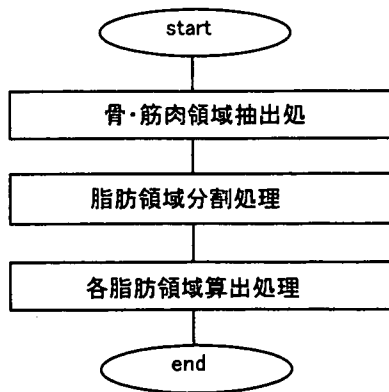 start
骨・筋肉領域抽出処
脂肪領域分割処理
各脂肪領域算出処理
end